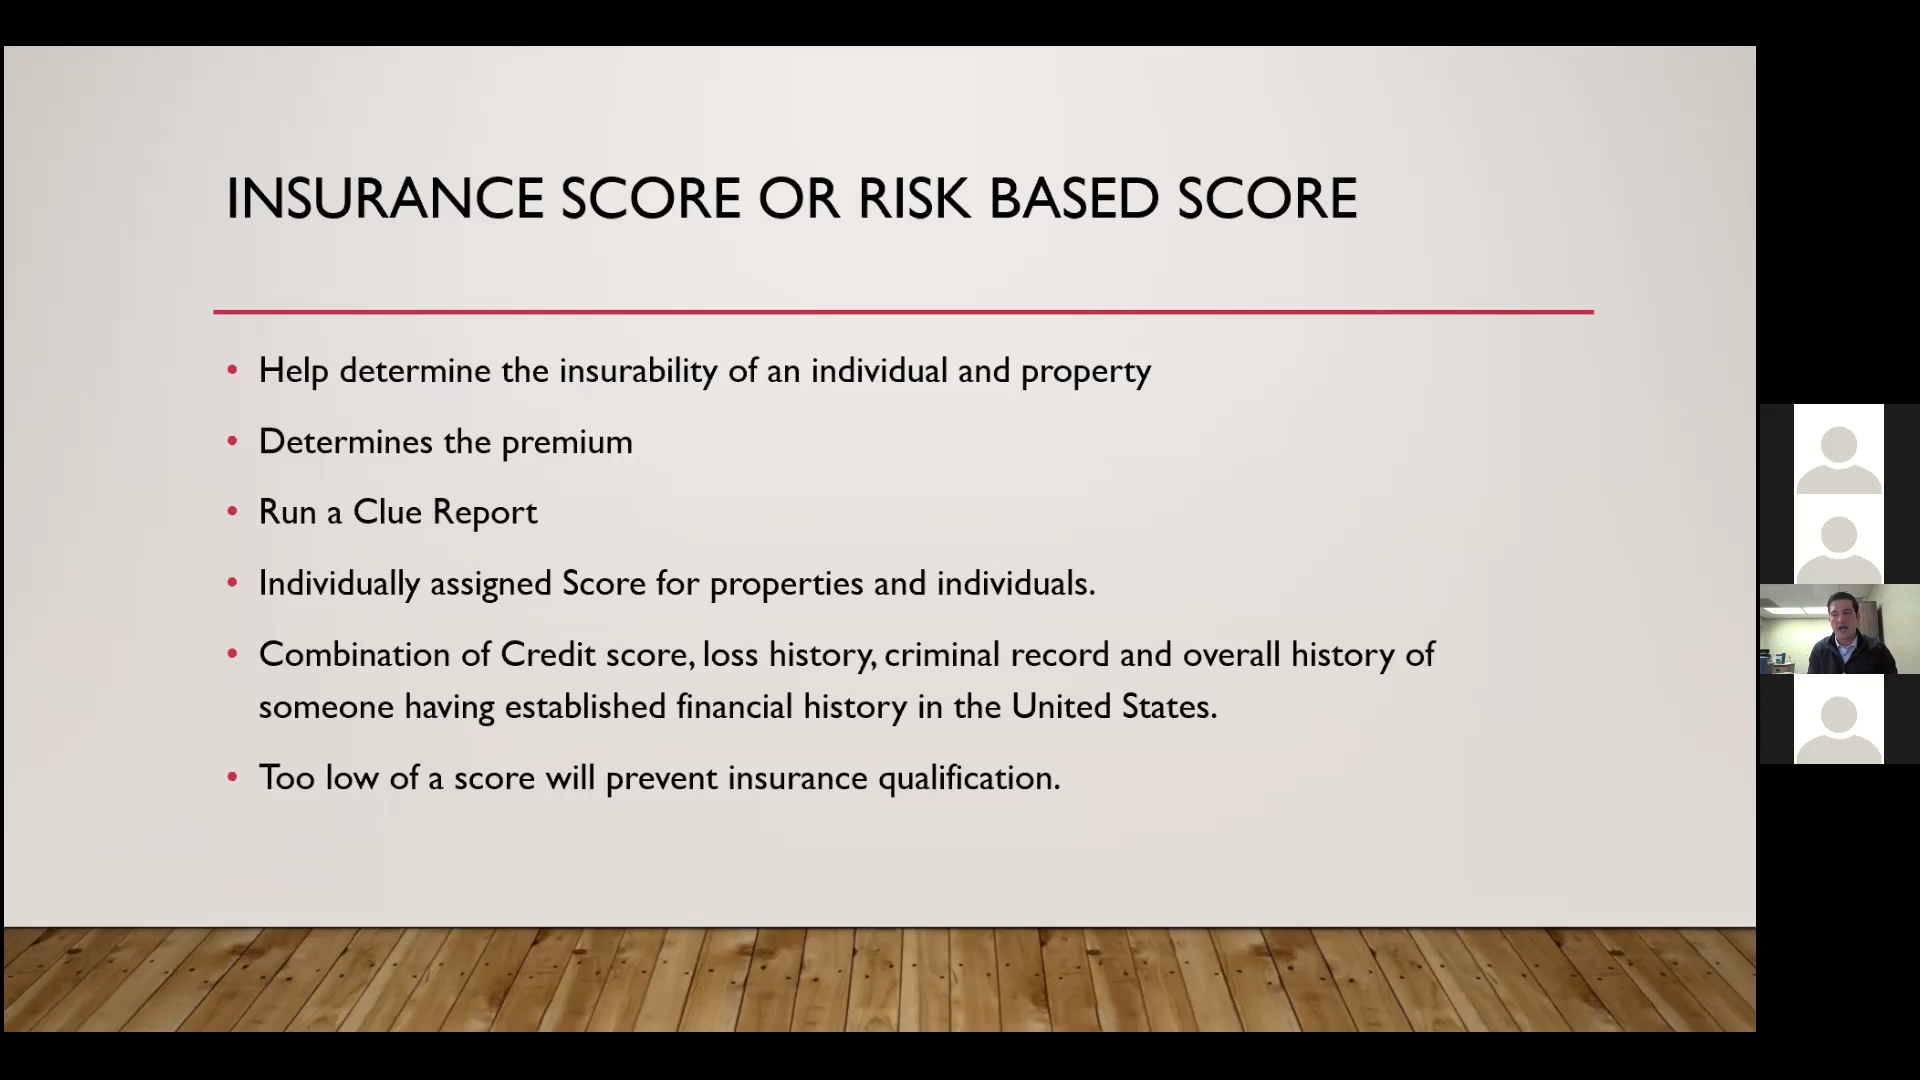 INSURANCE SCORE OR RISK BASED SCORE
• Help determine the insurability of an individual and property
• Determines the premium
• Run a Clue Report
• Individually assigned Score for properties and individuals.
• Combination of Credit score, loss history, criminal record and overall history of
someone having established financial history in the United States.
• Too low of a score will prevent insurance qualification.